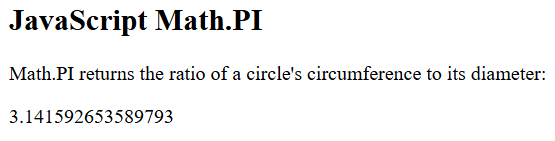 JavaScript Math.PI
Math.PI returns the ratio of a circle's circumference to its diameter:
3.141592653589793